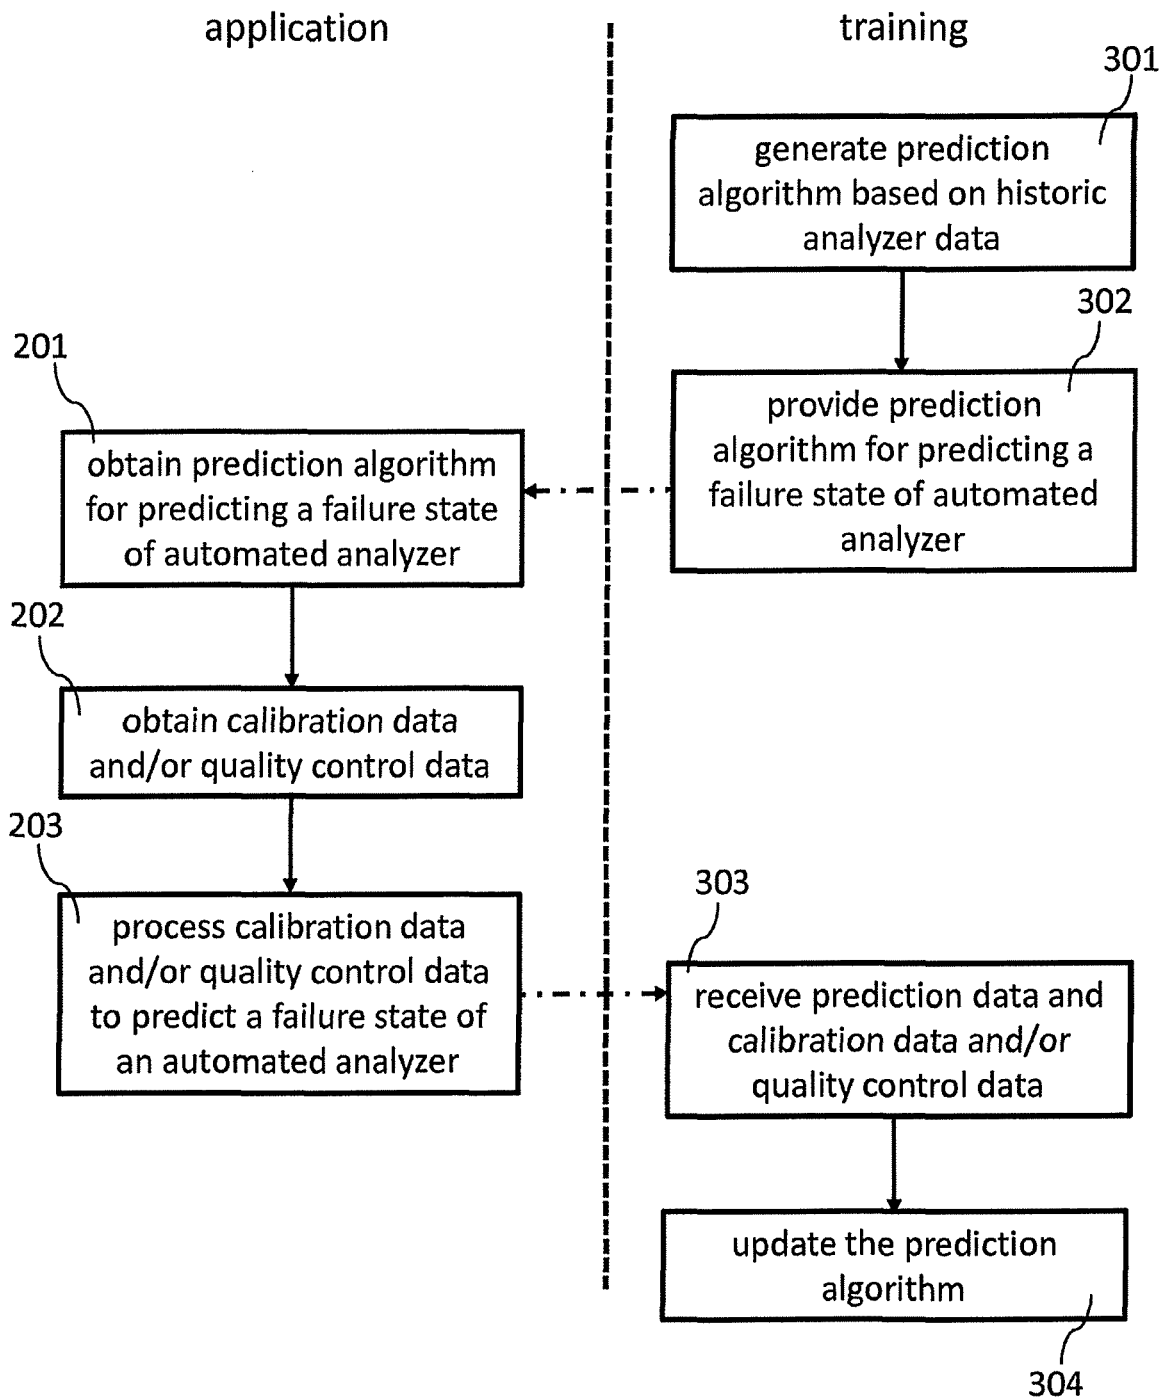 application
training
301
generate prediction
algorithm based on historic
analyzer data
302
provide prediction
algorithm for predicting a
failure state of automated
analyzer
201
obtain prediction algorithm
for predicting a failure state
of automated analyzer
202
obtain calibration data
and/or quality control data
203
process calibration data
and/or quality control data
to predict a failure state of
an automated analyzer
303
receive prediction data and
calibration data and/or
quality control data
update the prediction
algorithm
304